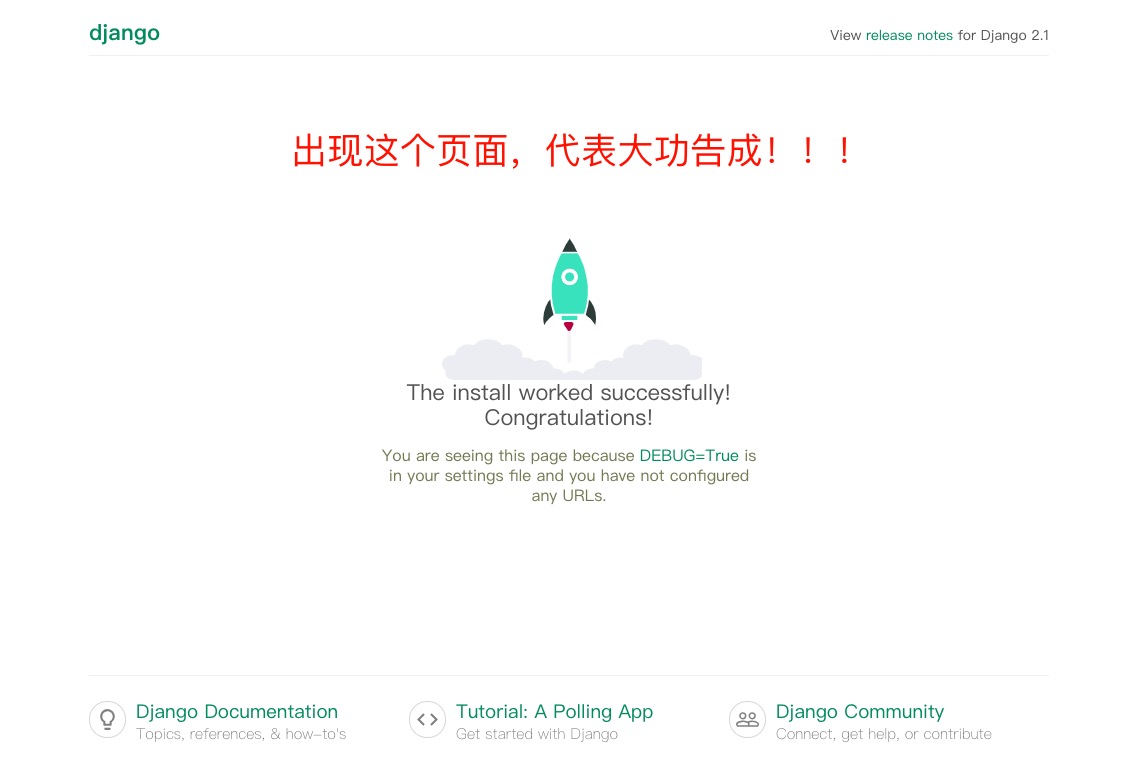 django
View release notes for Django 2.1
出现这个页面，代表大功告成！！！
The install worked successfully!
Congratulations!
You are seeing this page because DEBUG=True is
in your settings file and you have not configured
any URLs.
Django Documentation
Topics, references, & how-to's
Tutorial: A Polling App
Get started with Django
Django Community
Connect, get help, or contribute